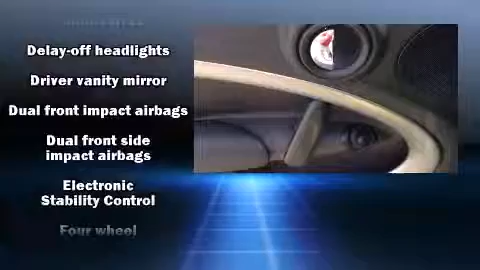 Delay-off headlights
Driver vanity mirror
Dual front impact airbags
Dual front side
impact airbags
Electronic
Stability Control
Four wheel